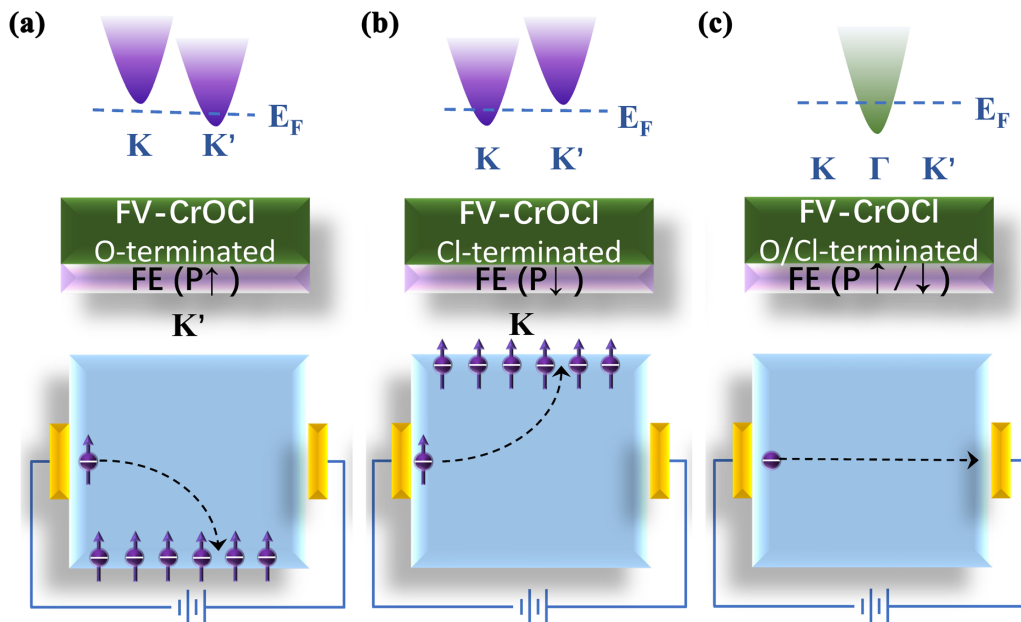 (a)
E_F
K K’
FV-CrOCl
O-terminated
FE (P↑)
K’
(b)
E_F
K K’
FV-CrOCl
Cl-terminated
FE (P↓)
K
(c)
E_F
K Γ K’
FV-CrOCl
O/Cl-terminated
FE (P ↑/↓)